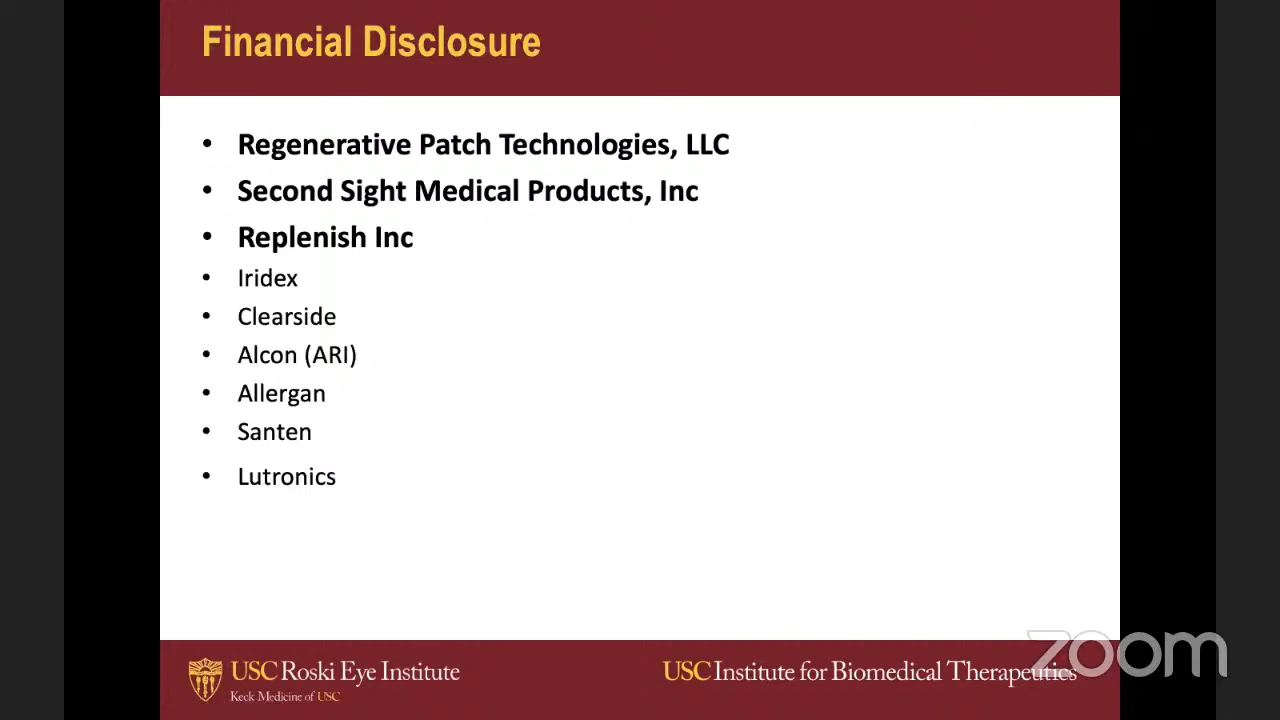 Financial Disclosure
• Regenerative Patch Technologies, LLC
• Second Sight Medical Products, Inc
• Replenish Inc
• Iridex
• Clearside
• Alcon (ARI)
• Allergan
• Santen
• Lutronics
USC Roski Eye Institute
Keck Medicine of USC
USC Institute for Biomedical Therapeutics
zoom